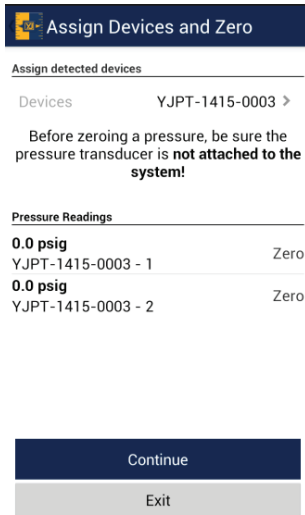 Assign Devices and Zero
Assign detected devices
Devices YJPT-1415-0003 >
Before zeroing a pressure, be sure the
pressure transducer is not attached to the
system!
Pressure Readings
0.0 psig
YJPT-1415-0003 - 1 Zero
0.0 psig
YJPT-1415-0003 - 2 Zero
Continue
Exit